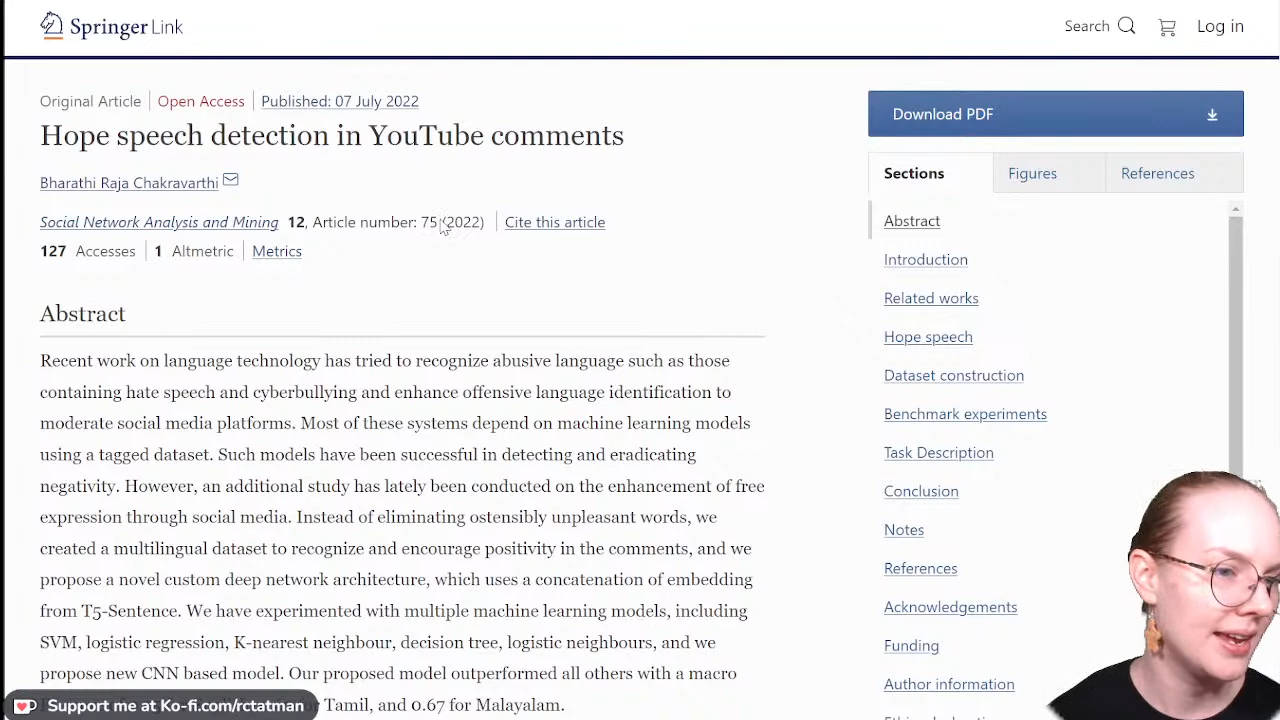 Springer Link
Search
Log in
Original Article Open Access Published: 07 July 2022
Hope speech detection in YouTube comments
Bharathi Raja Chakravarthi
Social Network Analysis and Mining 12, Article number: 75 (2022) Cite this article
127 Accesses 1 Altmetric Metrics
Abstract
Recent work on language technology has tried to recognize abusive language such as those
containing hate speech and cyberbullying and enhance offensive language identification to
moderate social media platforms. Most of these systems depend on machine learning models
using a tagged dataset. Such models have been successful in detecting and eradicating
negativity. However, an additional study has lately been conducted on the enhancement of free
expression through social media. Instead of eliminating ostensibly unpleasant words, we
created a multilingual dataset to recognize and encourage positivity in the comments, and we
propose a novel custom deep network architecture, which uses a concatenation of embedding
from T5-Sentence. We have experimented with multiple machine learning models, including
SVM, logistic regression, K-nearest neighbour, decision tree, logistic neighbours, and we
propose new CNN based model. Our proposed model outperformed all others with a macro
Tamil, and 0.67 for Malayalam.
Support me at Ko-fi.com/rctatman
Download PDF
Sections Figures References
Abstract
Introduction
Related works
Hope speech
Dataset construction
Benchmark experiments
Task Description
Conclusion
Notes
References
Acknowledgements
Funding
Author information